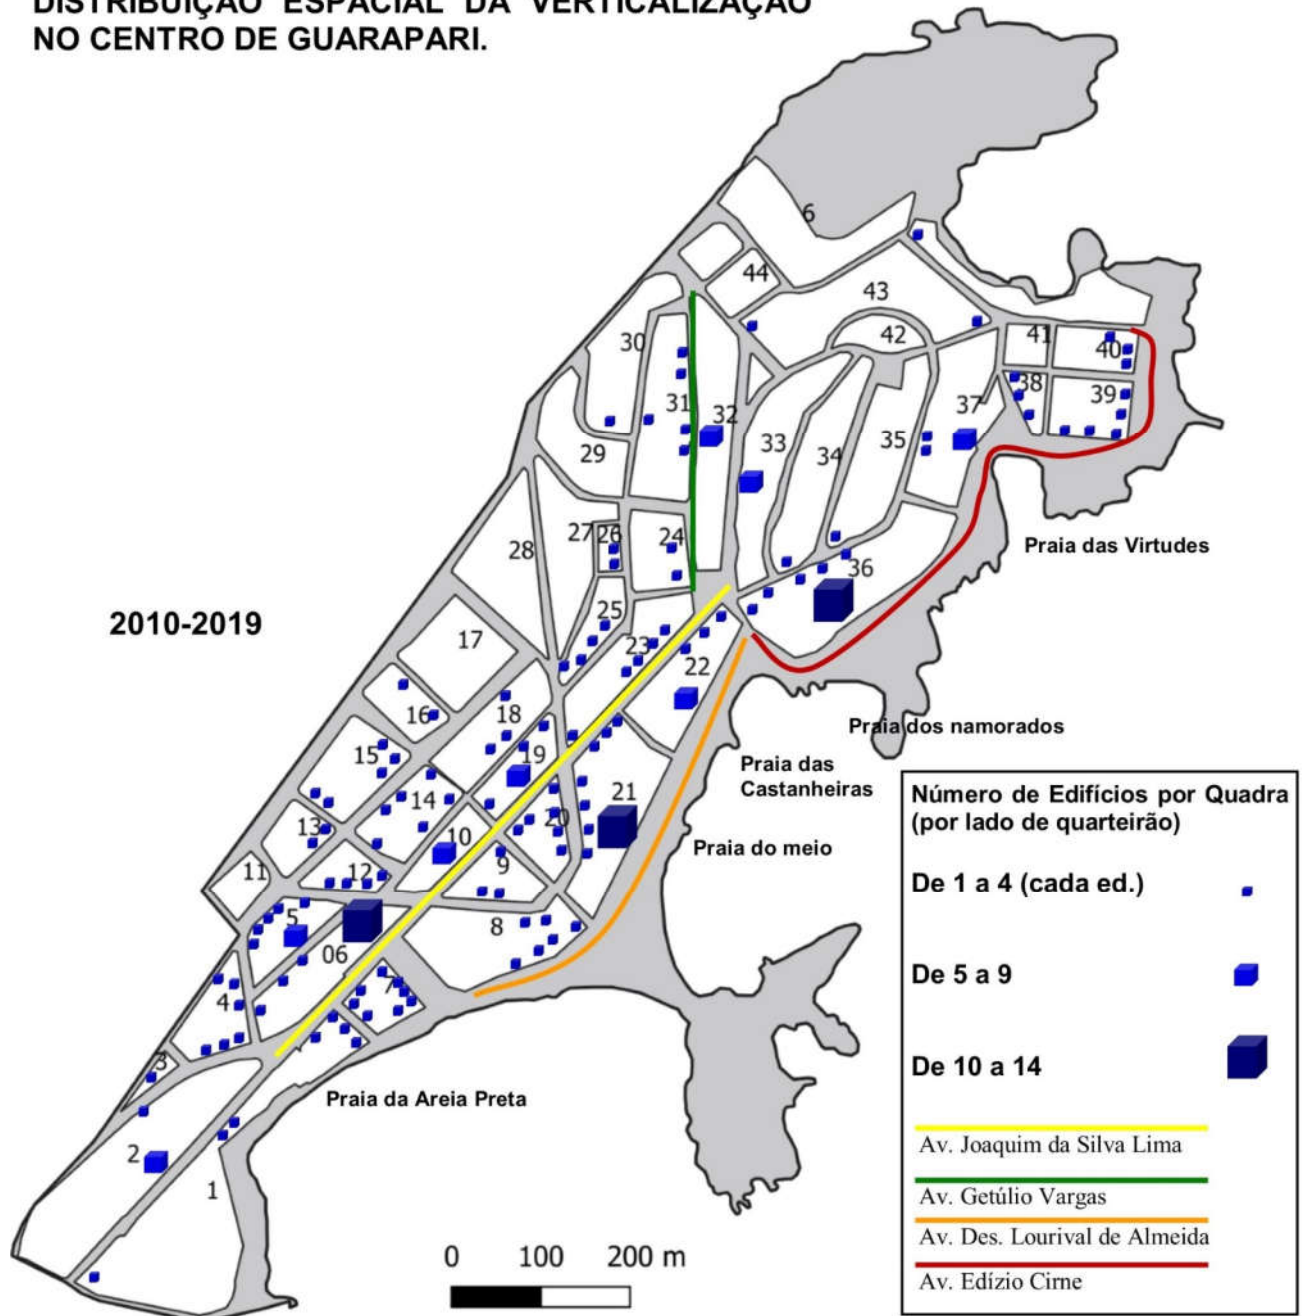 DISTRIBUIÇÃO ESPACIAL DA VERTICALIZAÇÃO
NO CENTRO DE GUARAPARI.
6
44
43
42
41
40
30
38
39
31
32
37
33
35
34
29
27
26
24
28
36
Praia das Virtudes
2010-2019
25
17
23
22
16
18
Praia dos namorados
15
19
Praia das
Castanheiras
14
21
13
20
10
Praia do meio
9
11
12
5
8
06
7
4
3
Praia da Areia Preta
2
1
0 100 200 m
Número de Edifícios por Quadra
(por lado de quarteirão)
De 1 a 4 (cada ed.)
De 5 a 9
De 10 a 14
Av. Joaquim da Silva Lima
Av. Getúlio Vargas
Av. Des. Lourival de Almeida
Av. Edízio Cirne